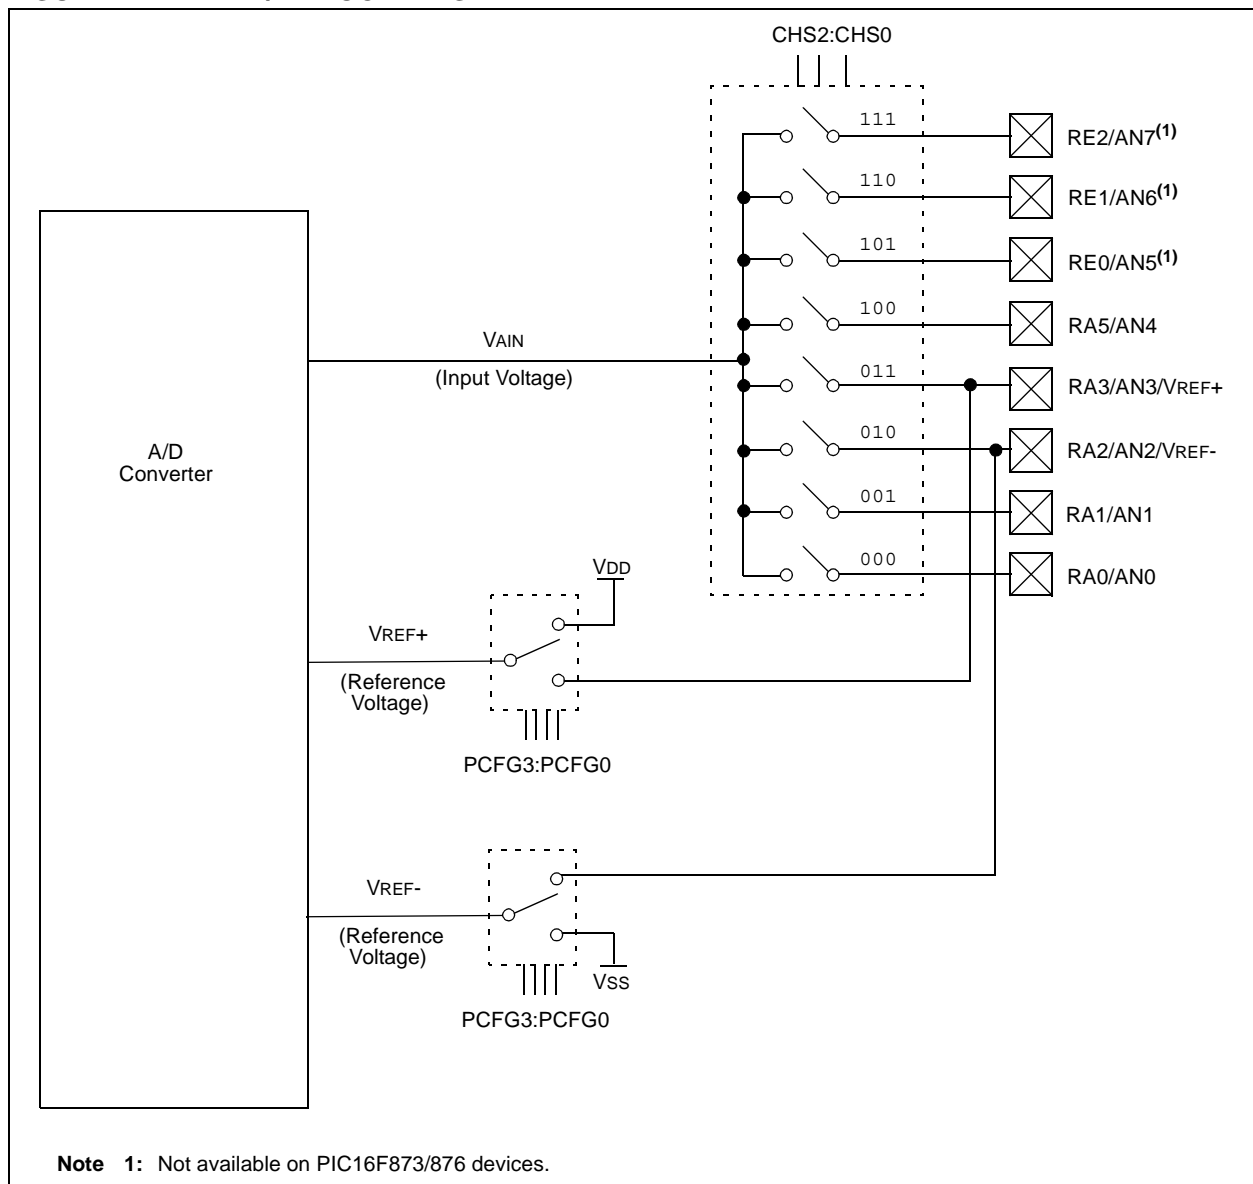 CHS2:CHS0
111
RE2/AN7(1)
110
RE1/AN6(1)
101
RE0/AN5(1)
100
RA5/AN4
VAIN
(Input Voltage)
011
RA3/AN3/VREF+
010
RA2/AN2/VREF-
A/D
Converter
001
RA1/AN1
000
RA0/AN0
VDD
VREF+
(Reference
Voltage)
PCFG3:PCFG0
VREF-
(Reference
Voltage)
VSS
PCFG3:PCFG0
Note 1: Not available on PIC16F873/876 devices.